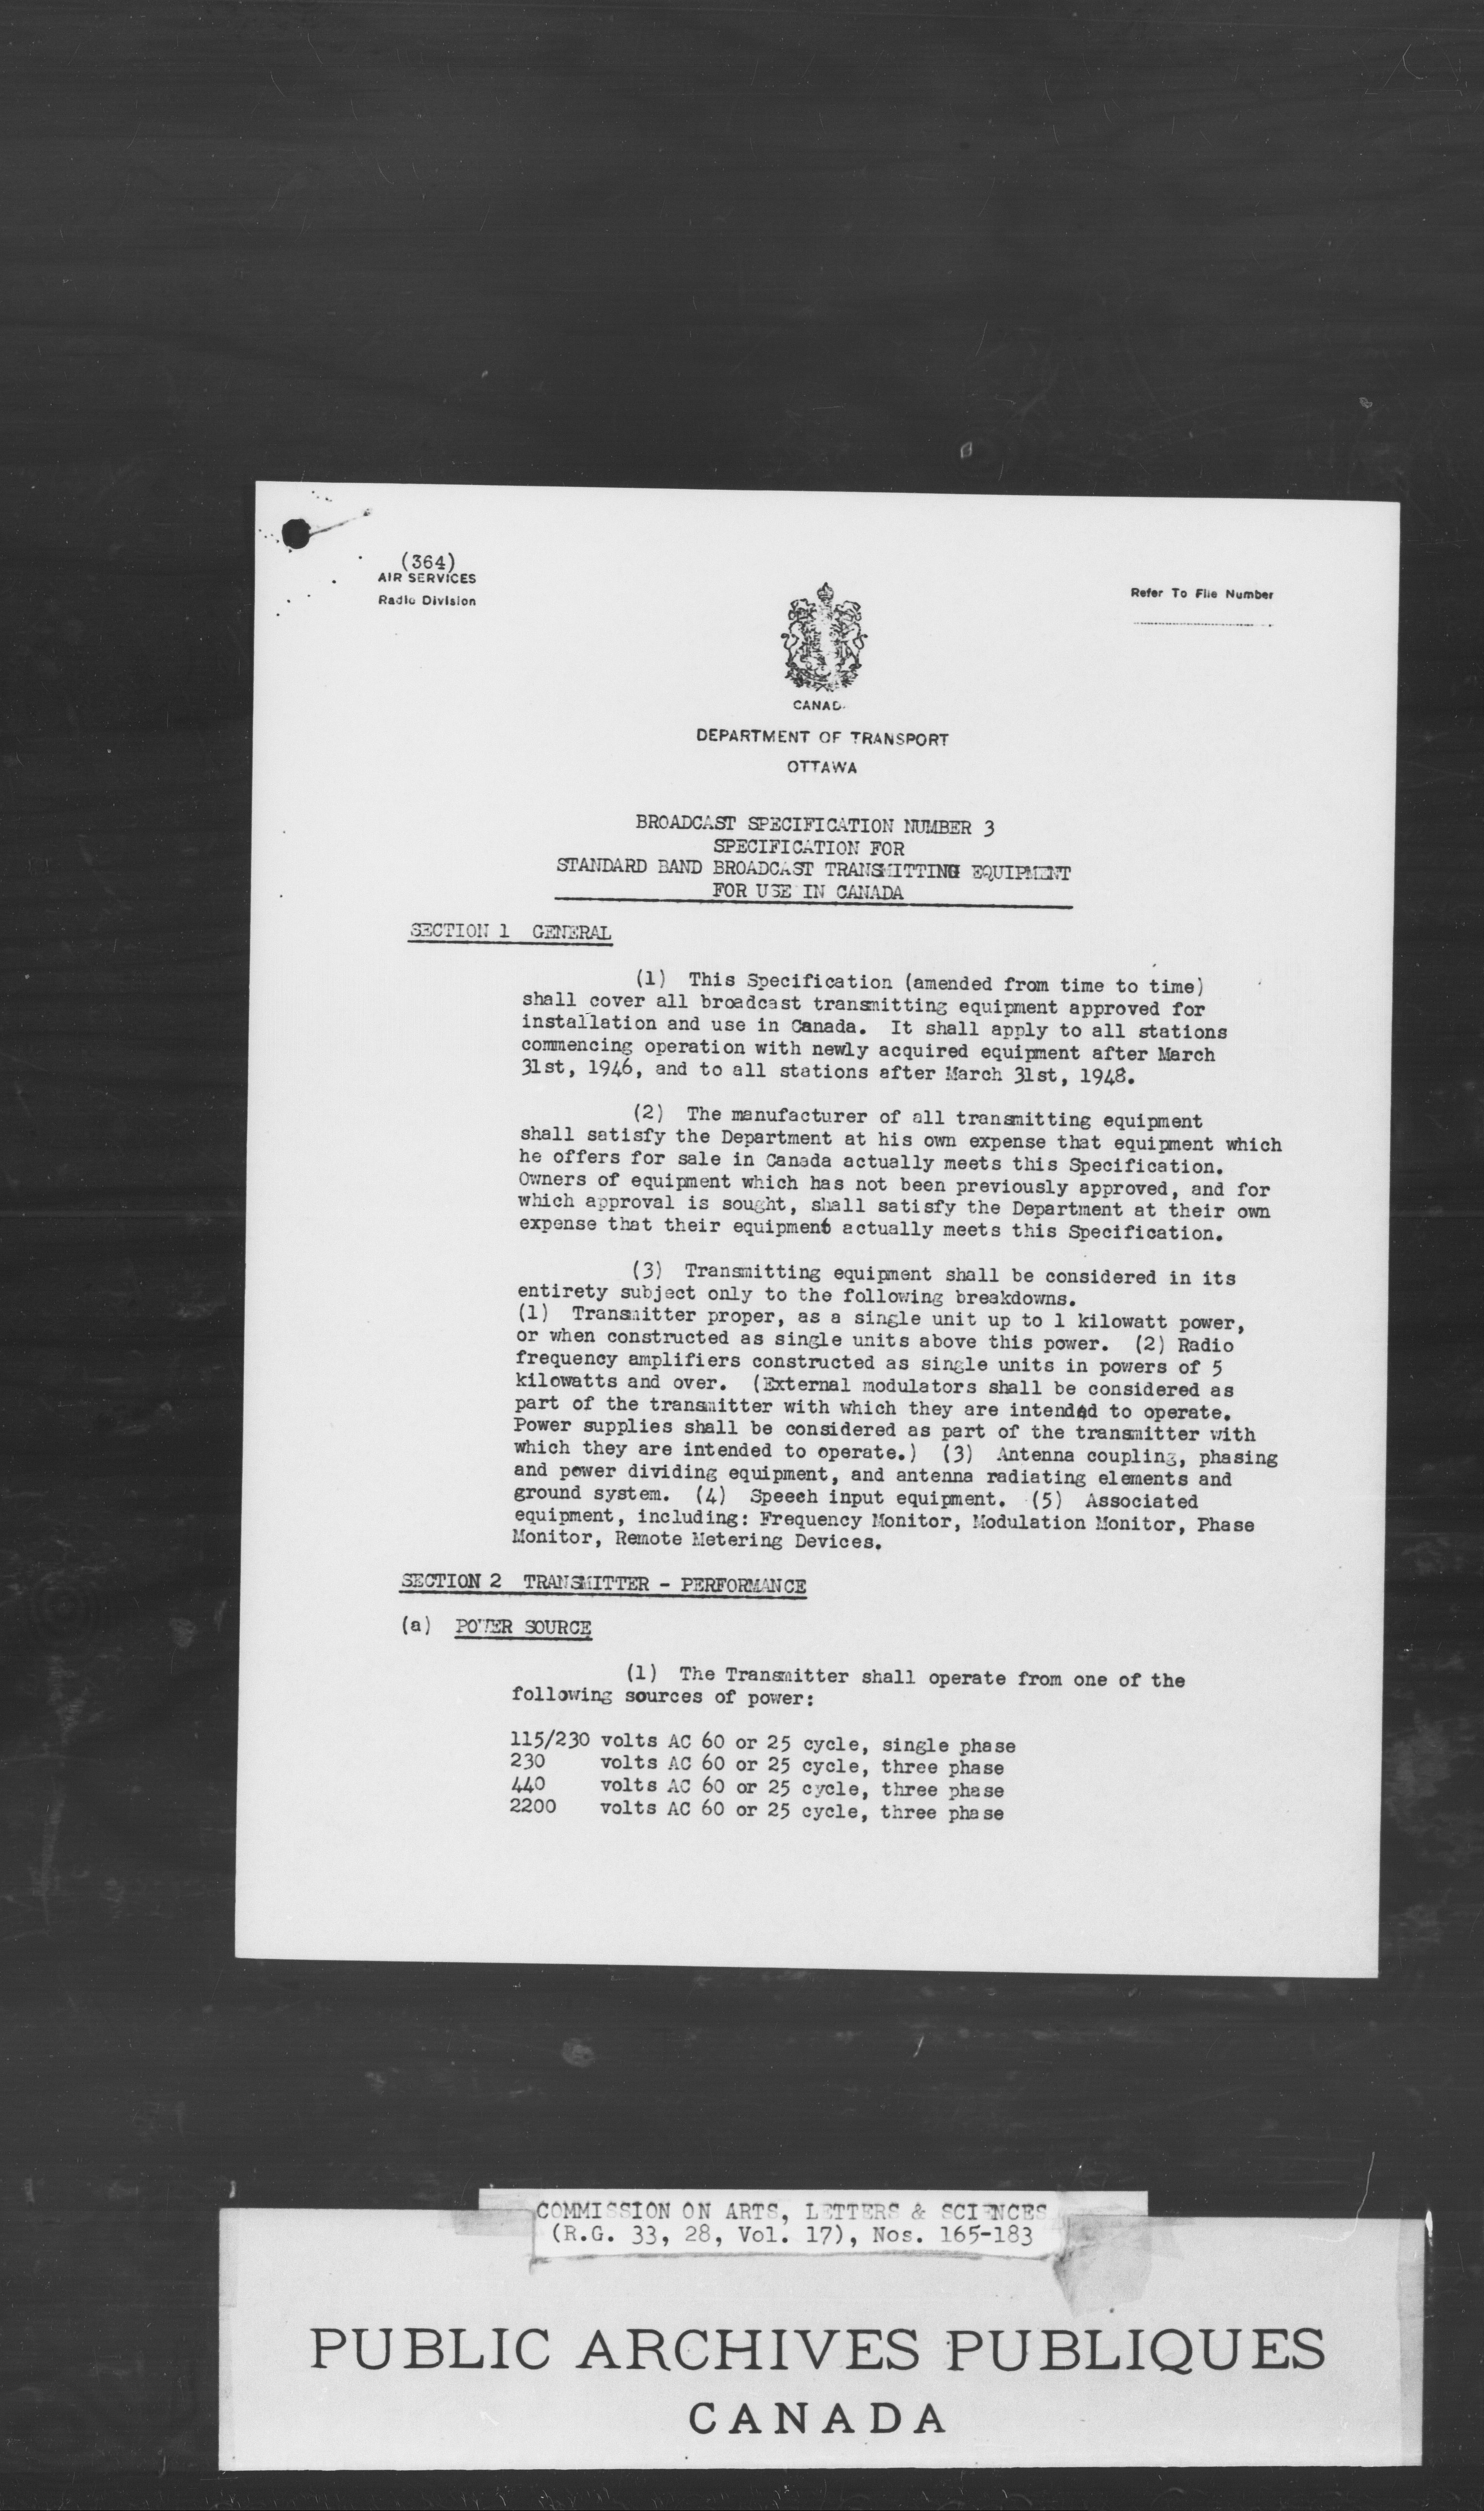 (364)
AIR SERVICES
Radio Division
Refer To File Number
CANAD
DEPARTMENT OF TRANSPORT
OTTAWA
BROADCAST SPECIFICATION NUMBER 3
SPECIFICATION FOR
STANDARD BAND BROADCAST TRANSMITTING EQUIPMENT
FOR USE IN CANADA
SECTION 1 GENERAL
(1) This Specification (amended from time to time)
shall cover all broadcast transmitting equipment approved for
installation and use in Canada. It shall apply to all stations
commencing operation with newly acquired equipment after March
31st, 1946, and to all stations after March 31st, 1948.
(2) The manufacturer of all transmitting equipment
shall satisfy the Department at his own expense that equipment which
he offers for sale in Canada actually meets this Specification.
Owners of equipment which has not been previously approved, and for
which approval is sought, shall satisfy the Department at their own
expense that their equipment actually meets this Specification.
(3) Transmitting equipment shall be considered in its
entirety subject only to the following breakdowns.
(1) Transmitter proper, as a single unit up to 1 kilowatt power,
or when constructed as single units above this power. (2) Radio
frequency amplifiers constructed as single units in powers of 5
kilowatts and over. (External modulators shall be considered as
part of the transmitter with which they are intended to operate.
Power supplies shall be considered as part of the transmitter with
which they are intended to operate.) (3) Antenna coupling, phasing
and power dividing equipment, and antenna radiating elements and
ground system. (4) Speech input equipment. (5) Associated
equipment, including: Frequency Monitor, Modulation Monitor, Phase
Monitor, Remote Metering Devices.
SECTION 2 TRANSMITTER - PERFORMANCE
(a) POWER SOURCE
(1) The Transmitter shall operate from one of the
following sources of power:
115/230 volts AC 60 or 25 cycle, single phase
230 volts AC 60 or 25 cycle, three phase
440 volts AC 60 or 25 cycle, three phase
2200 volts AC 60 or 25 cycle, three phase
COMMISSION ON ARTS, LETTERS & SCIENCES
(R.G. 33, 28, Vol. 17), Nos. 165-183
PUBLIC ARCHIVES PUBLIQUES
CANADA